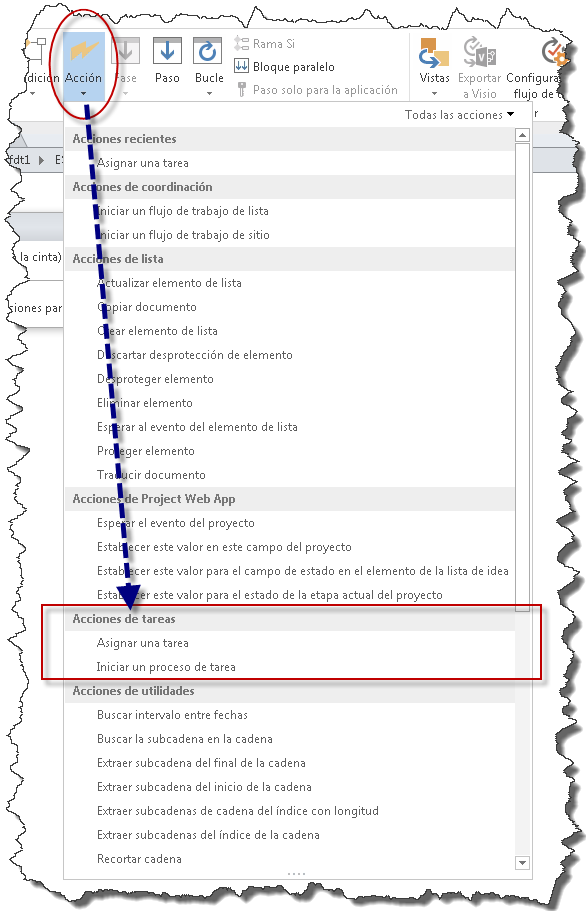 Rama Si
Acción
Paso
Bucle
Bloque paralelo
Vistas
Exportar
a Visio
Paso solo para la aplicación
Todas las acciones
fdt1
Acciones recientes
Asignar una tarea
Acciones de coordinación
Iniciar un flujo de trabajo de lista
Iniciar un flujo de trabajo de sitio
la cinta)
Acciones de lista
Actualizar elemento de lista
Copiar documento
Crear elemento de lista
Descartar desprotección de elemento
Desproteger elemento
Eliminar elemento
Esperar al evento del elemento de lista
Proteger elemento
Traducir documento
Acciones de Project Web App
Esperar el evento del proyecto
Establecer este valor en este campo del proyecto
Establecer este valor para el campo de estado en el elemento de la lista de idea
Establecer este valor para el estado de la etapa actual del proyecto
Acciones de tareas
Asignar una tarea
Iniciar un proceso de tarea
Acciones de utilidades
Buscar intervalo entre fechas
Buscar la subcadena en la cadena
Extraer subcadena del final de la cadena
Extraer subcadena del inicio de la cadena
Extraer subcadenas de cadena del índice con longitud
Extraer subcadenas del índice de la cadena
Recortar cadena